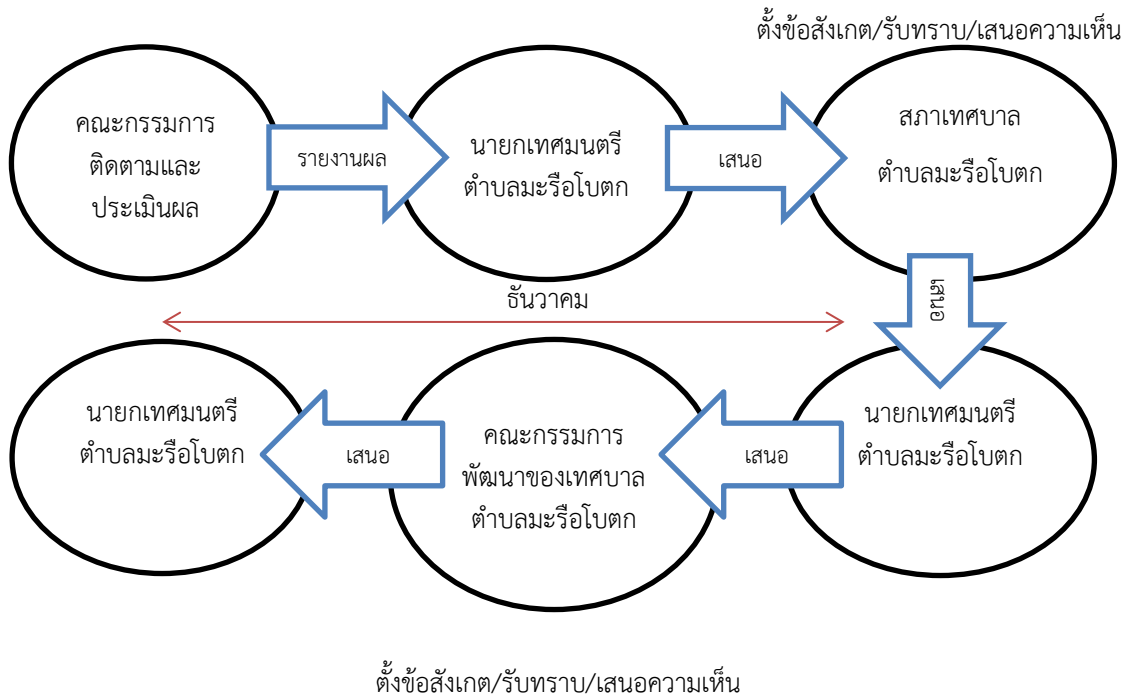 ตั้งข้อสังเกต/รับทราบ/เสนอความเห็น
คณะกรรมการ
ติดตามและ
ประเมินผล
รายงานผล
นายกเทศมนตรี
ตำบลมะรือโบตก
เสนอ
สภาเทศบาล
ตำบลมะรือโบตก
เสนอ
ธันวาคม
นายกเทศมนตรี
ตำบลมะรือโบตก
เสนอ
คณะกรรมการ
พัฒนาของเทศบาล
ตำบลมะรือโบตก
เสนอ
นายกเทศมนตรี
ตำบลมะรือโบตก
ตั้งข้อสังเกต/รับทราบ/เสนอความเห็น